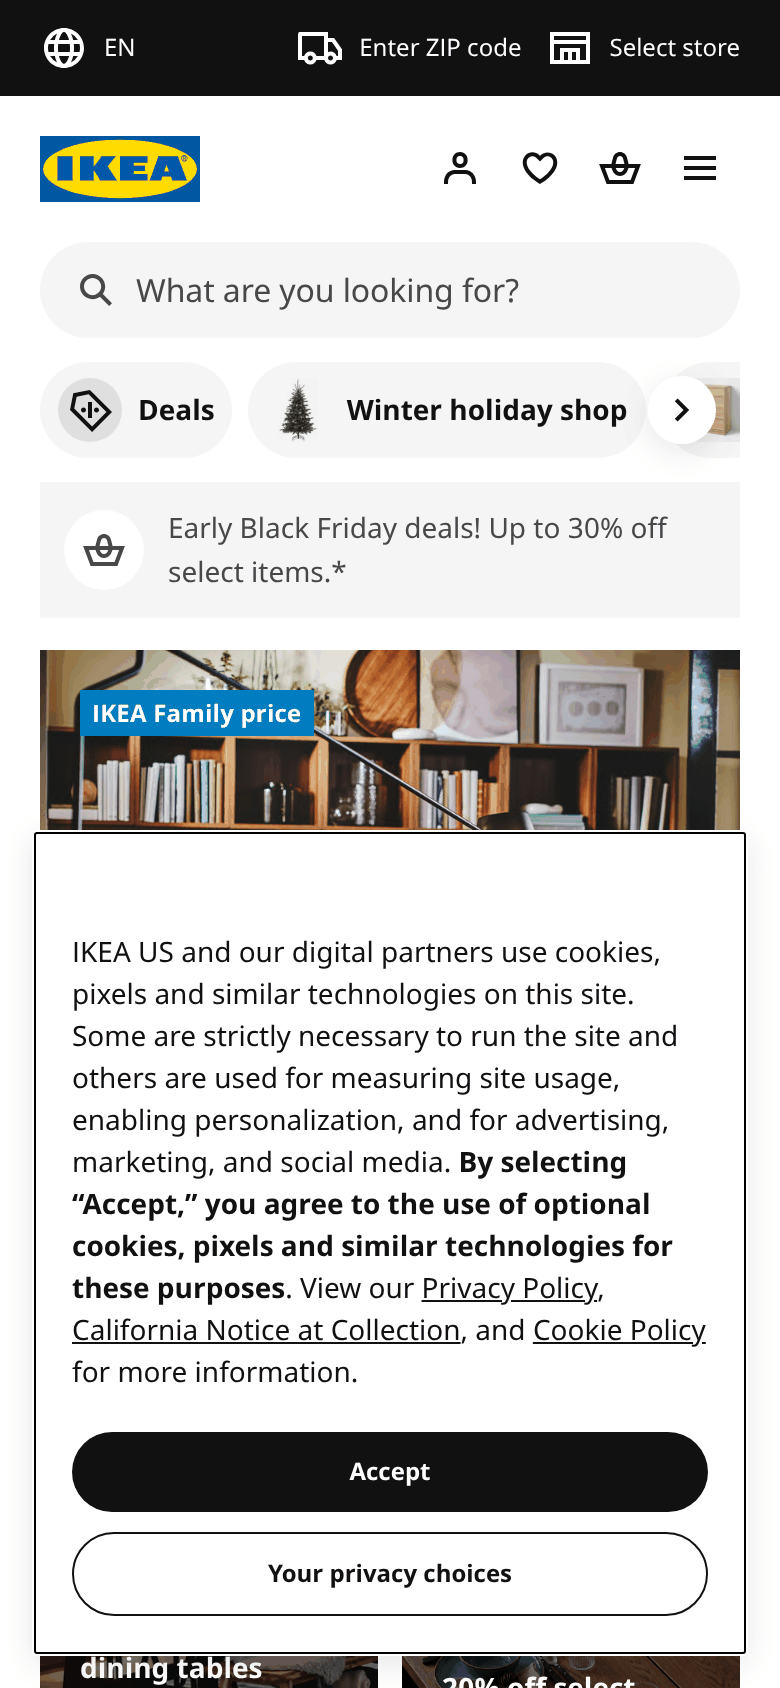 EN
Enter ZIP code
Select store
IKEA®
What are you looking for?
Deals
Winter holiday shop
Early Black Friday deals! Up to 30% off
select items.*
IKEA Family price
IKEA US and our digital partners use cookies,
pixels and similar technologies on this site.
Some are strictly necessary to run the site and
others are used for measuring site usage,
enabling personalization, and for advertising,
marketing, and social media. By selecting
“Accept,” you agree to the use of optional
cookies, pixels and similar technologies for
these purposes. View our Privacy Policy,
California Notice at Collection, and Cookie Policy
for more information.
Accept
Your privacy choices
dining tables
20% off select